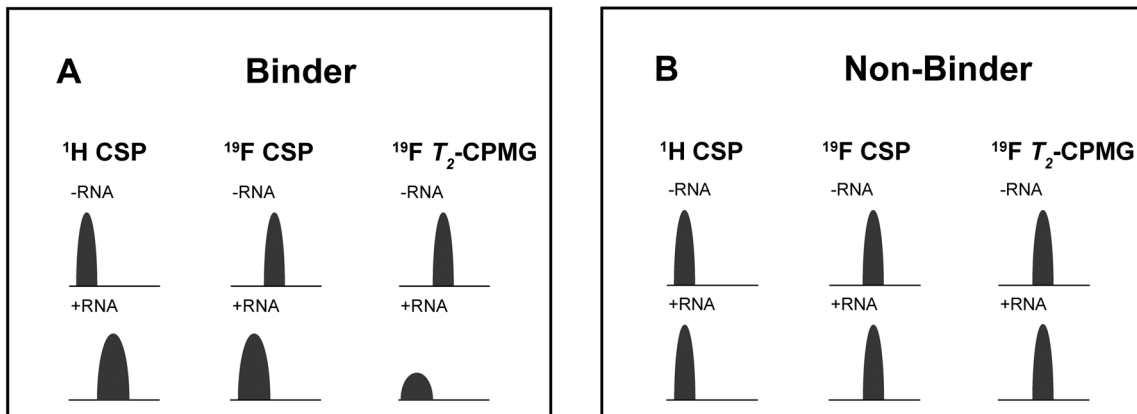 A Binder
¹H CSP ¹⁹F CSP ¹⁹F T₂-CPMG
-RNA -RNA -RNA
+RNA +RNA +RNA
B Non-Binder
¹H CSP ¹⁹F CSP ¹⁹F T₂-CPMG
-RNA -RNA -RNA
+RNA +RNA +RNA